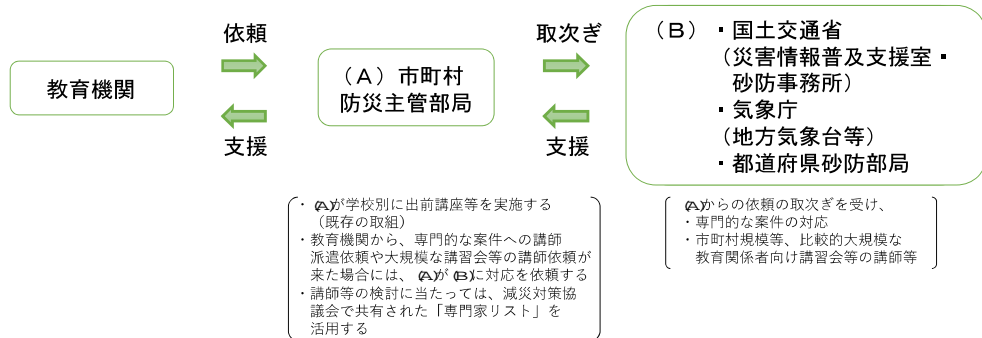 依頼
取次ぎ
教育機関
（A）市町村
防災主管部局
支援
支援
（B）・国土交通省
（災害情報普及支援室・
砂防事務所）
・気象庁
（地方気象台等）
・都道府県砂防部局
・(A)が学校別に出前講座等を実施する
（既存の取組）
・教育機関から、専門的な案件への講師
派遣依頼や大規模な講習会等の講師依頼が
来た場合には、(A)が(B)に対応を依頼する
・講師等の検討に当たっては、減災対策協
議会で共有された「専門家リスト」を
活用する
(A)からの依頼の取次ぎを受け、
・専門的な案件の対応
・市町村規模等、比較的大規模な
教育関係者向け講習会等の講師等